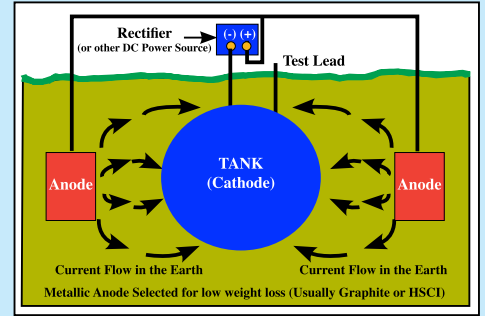 Rectifier
(or other DC Power Source)
(-) (+)
Test Lead
TANK
(Cathode)
Anode
Anode
Current Flow in the Earth
Current Flow in the Earth
Metallic Anode Selected for low weight loss (Usually Graphite or HSCI)